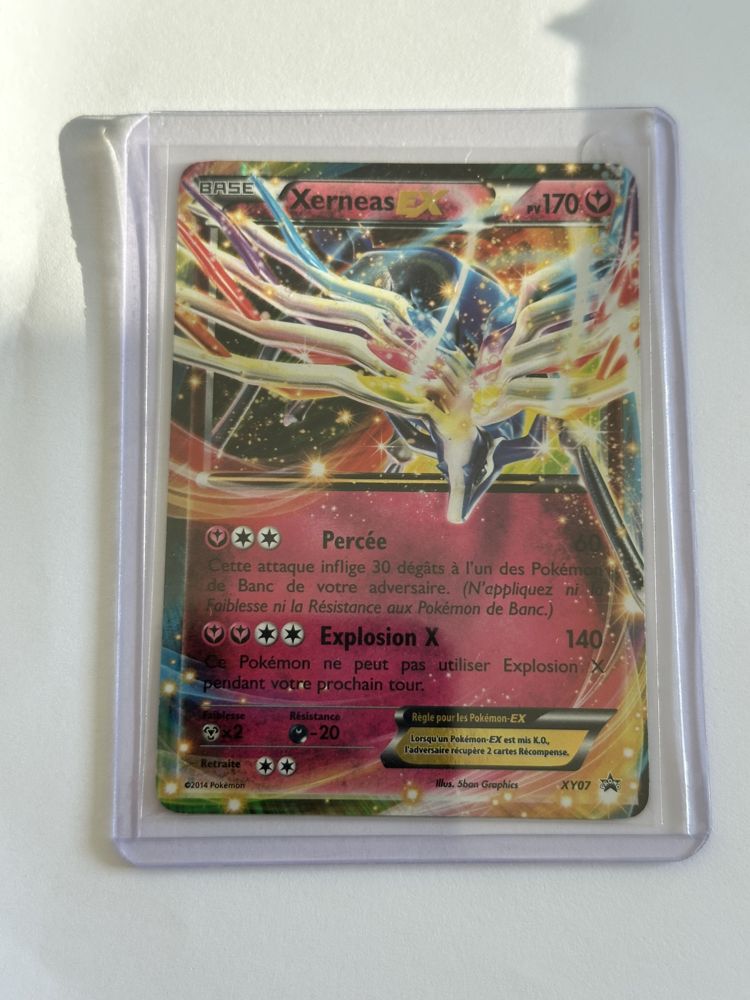 BASE Xerneas EX PV 170
Percée 60
Cette attaque inflige 30 dégâts à l'un des Pokémon
de Banc de votre adversaire. (N'appliquez ni la
Faiblesse ni la Résistance aux Pokémon de Banc.)
Explosion X 140
Ce Pokémon ne peut pas utiliser Explosion X
pendant votre prochain tour.
Faiblesse Résistance
x2 -20
Retraite
Règle pour les Pokémon-EX
Lorsqu'un Pokémon-EX est mis K.O.,
l'adversaire récupère 2 cartes Récompense.
©2014 Pokémon Illus. 5ban Graphics XY07